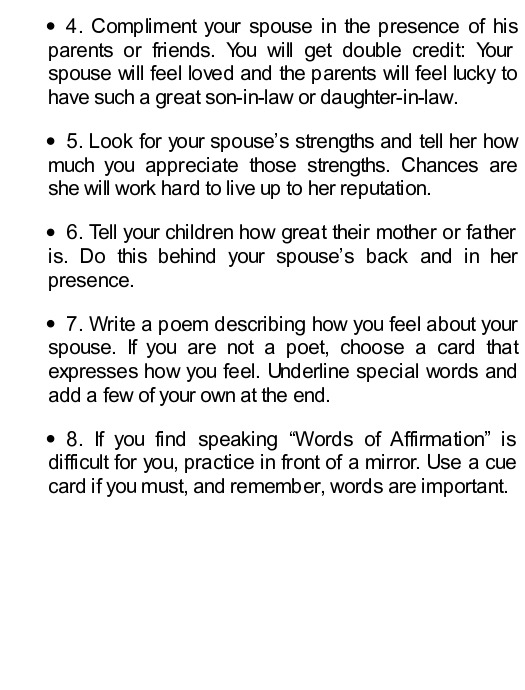 • 4. Compliment your spouse in the presence of his
parents or friends. You will get double credit: Your
spouse will feel loved and the parents will feel lucky to
have such a great son-in-law or daughter-in-law.
• 5. Look for your spouse’s strengths and tell her how
much you appreciate those strengths. Chances are
she will work hard to live up to her reputation.
• 6. Tell your children how great their mother or father
is. Do this behind your spouse’s back and in her
presence.
• 7. Write a poem describing how you feel about your
spouse. If you are not a poet, choose a card that
expresses how you feel. Underline special words and
add a few of your own at the end.
• 8. If you find speaking “Words of Affirmation” is
difficult for you, practice in front of a mirror. Use a cue
card if you must, and remember, words are important.